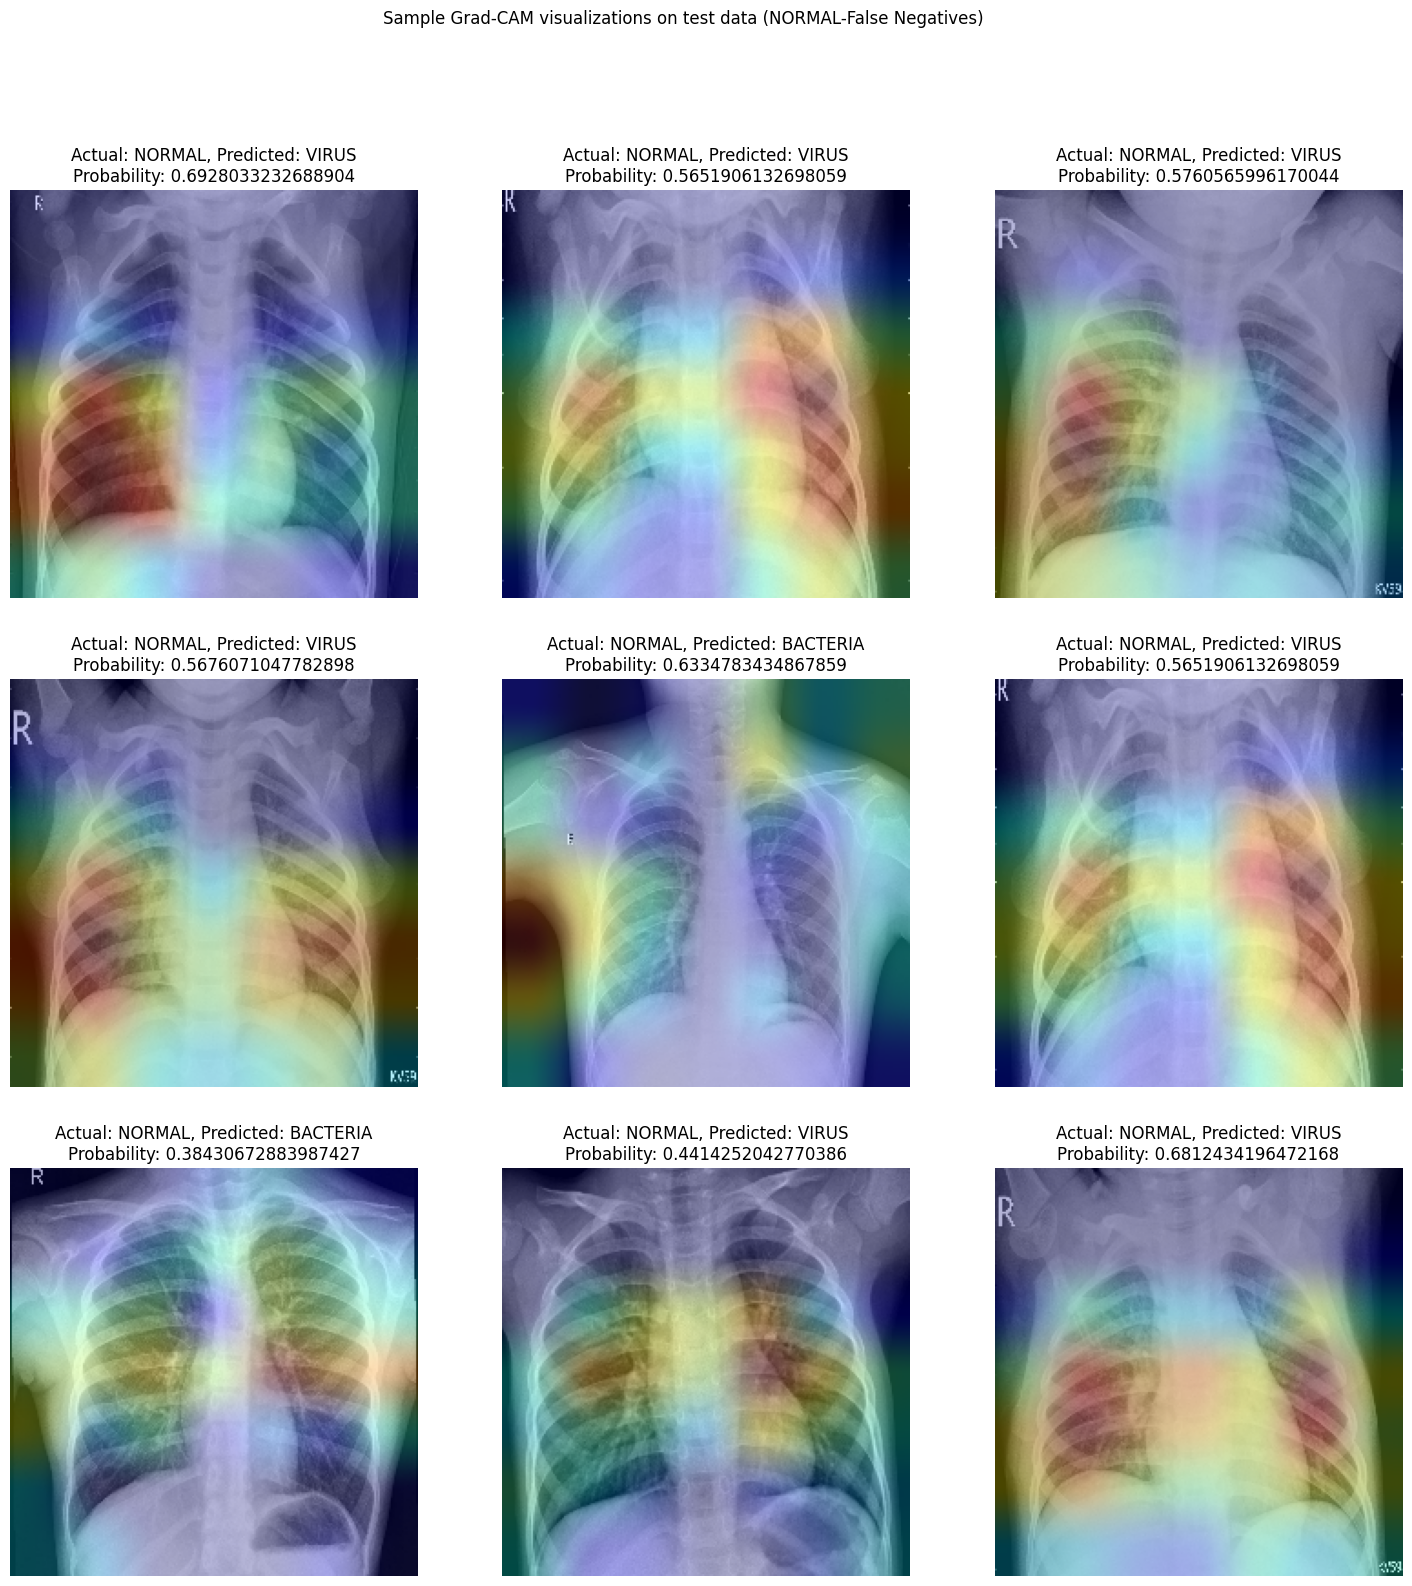 Sample Grad-CAM visualizations on test data (NORMAL-False Negatives)
Actual: NORMAL, Predicted: VIRUS
Probability: 0.6928033232688904
R
Actual: NORMAL, Predicted: VIRUS
Probability: 0.5651906132698059
R
Actual: NORMAL, Predicted: VIRUS
Probability: 0.5760565996170044
R
KV59
Actual: NORMAL, Predicted: VIRUS
Probability: 0.5676071047782898
R
KV59
Actual: NORMAL, Predicted: BACTERIA
Probability: 0.6334783434867859
Actual: NORMAL, Predicted: VIRUS
Probability: 0.5651906132698059
R
Actual: NORMAL, Predicted: BACTERIA
Probability: 0.38430672883987427
R
Actual: NORMAL, Predicted: VIRUS
Probability: 0.4414252042770386
Actual: NORMAL, Predicted: VIRUS
Probability: 0.6812434196472168
R
KV59